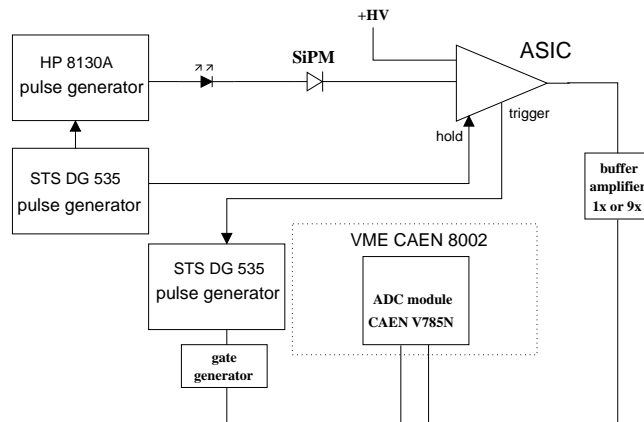 +HV
ASIC
HP 8130A
pulse generator
SiPM
hold
trigger
STS DG 535
pulse generator
buffer
amplifier
1x or 9x
STS DG 535
pulse generator
VME CAEN 8002
ADC module
CAEN V785N
gate
generator